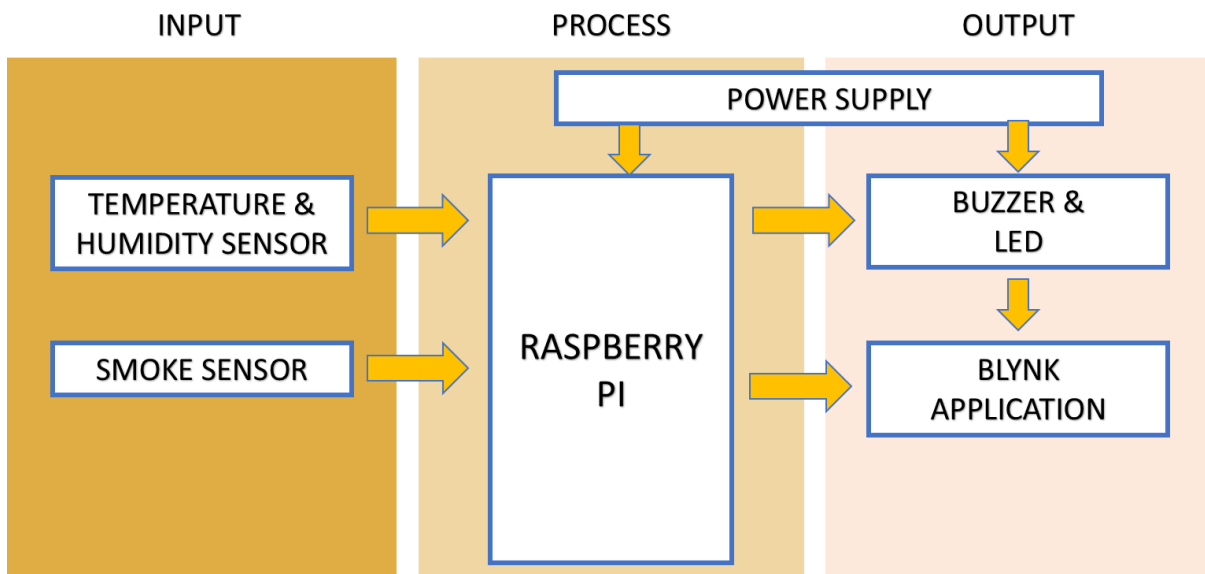 INPUT
PROCESS
OUTPUT
POWER SUPPLY
TEMPERATURE &
HUMIDITY SENSOR
BUZZER &
LED
SMOKE SENSOR
RASPBERRY
PI
BLYNK
APPLICATION